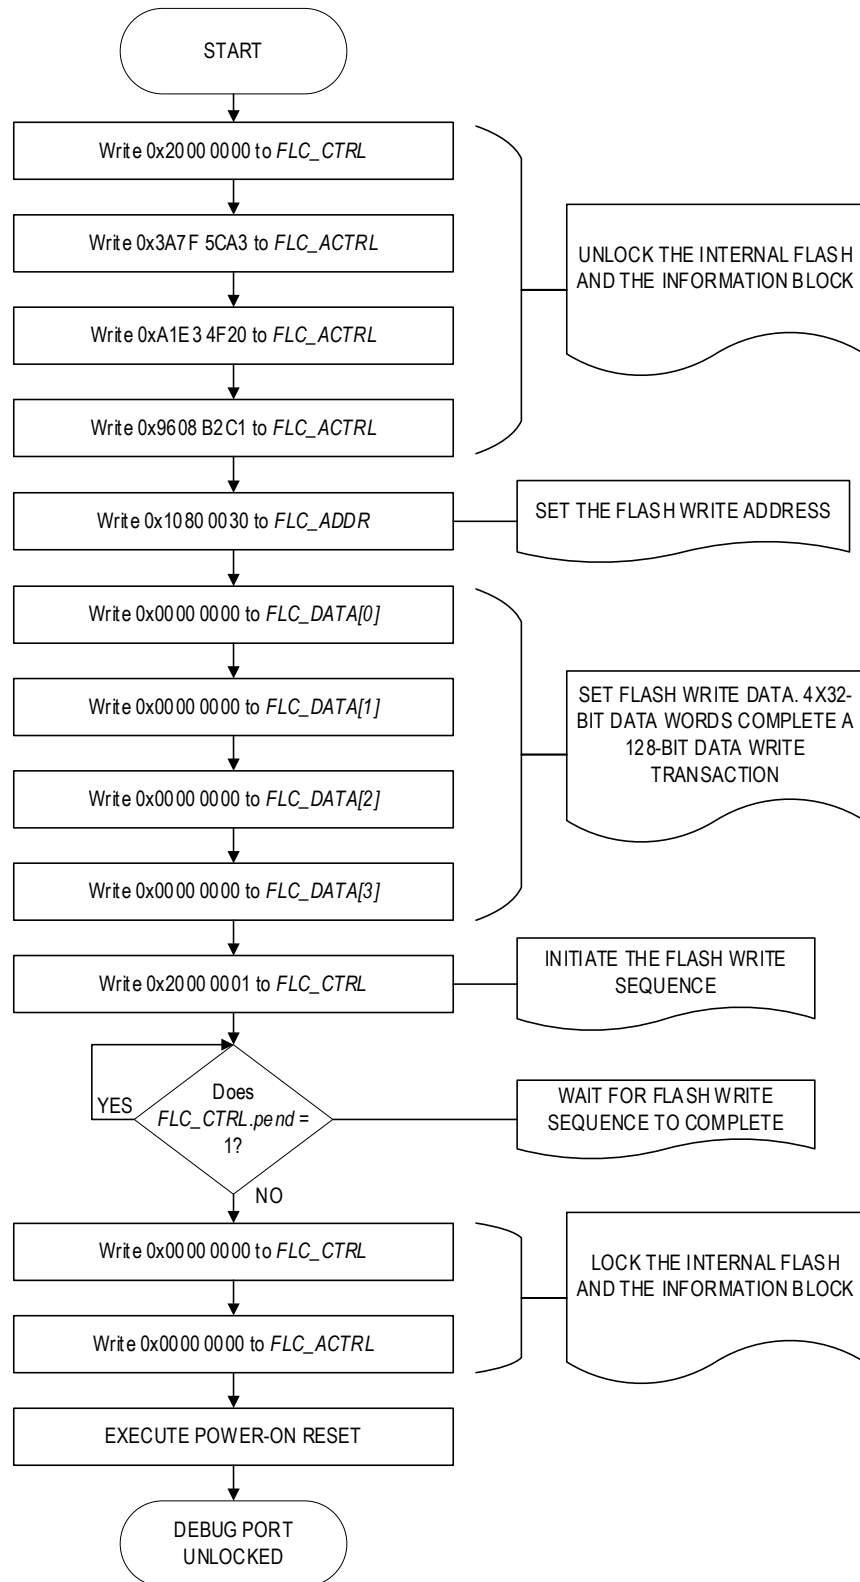 START
Write 0x2000 0000 to FLC_CTRL
Write 0x3A7F 5CA3 to FLC_ACTRL
UNLOCK THE INTERNAL FLASH
AND THE INFORMATION BLOCK
Write 0xA1E3 4F20 to FLC_ACTRL
Write 0x9608 B2C1 to FLC_ACTRL
Write 0x1080 0030 to FLC_ADDR
SET THE FLASH WRITE ADDRESS
Write 0x0000 0000 to FLC_DATA[0]
Write 0x0000 0000 to FLC_DATA[1]
SET FLASH WRITE DATA. 4X32-
BIT DATA WORDS COMPLETE A
128-BIT DATA WRITE
TRANSACTION
Write 0x0000 0000 to FLC_DATA[2]
Write 0x0000 0000 to FLC_DATA[3]
Write 0x2000 0001 to FLC_CTRL
INITIATE THE FLASH WRITE
SEQUENCE
Does
FLC_CTRL.pend =
1?
YES
WAIT FOR FLASH WRITE
SEQUENCE TO COMPLETE
NO
Write 0x0000 0000 to FLC_CTRL
LOCK THE INTERNAL FLASH
AND THE INFORMATION BLOCK
Write 0x0000 0000 to FLC_ACTRL
EXECUTE POWER-ON RESET
DEBUG PORT
UNLOCKED